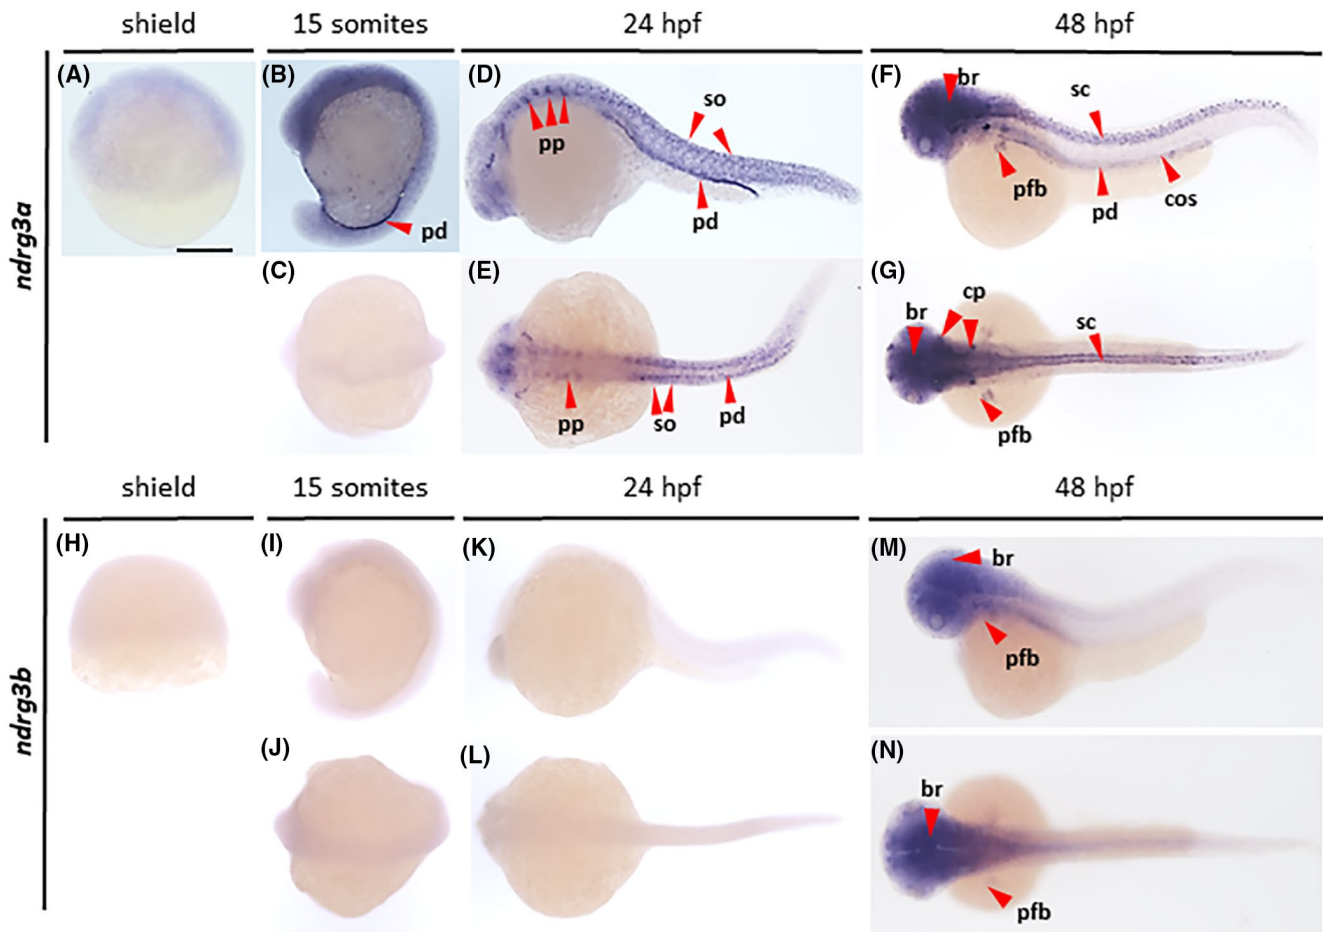 shield 15 somites 24 hpf 48 hpf
ndrg3a
(A) (B) (D) (F)
br
so
sc
pp
pd
pd
pfb
pd
cos
(C) (E) (G)
cp
br
sc
pp
so
pd
pfb
shield 15 somites 24 hpf 48 hpf
ndrg3b
(H) (I) (K) (M)
br
pfb
(J) (L) (N)
br
pfb